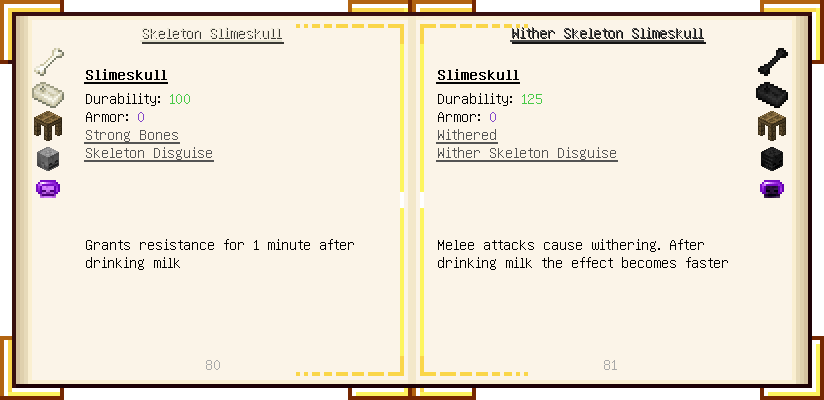 Skeleton Slimeskull
Slimeskull
Durability: 100
Armor: 0
Strong Bones
Skeleton Disguise
Grants resistance for 1 minute after
drinking milk
80
Wither Skeleton Slimeskull
Slimeskull
Durability: 125
Armor: 0
Withered
Wither Skeleton Disguise
Melee attacks cause withering. After
drinking milk the effect becomes faster
81